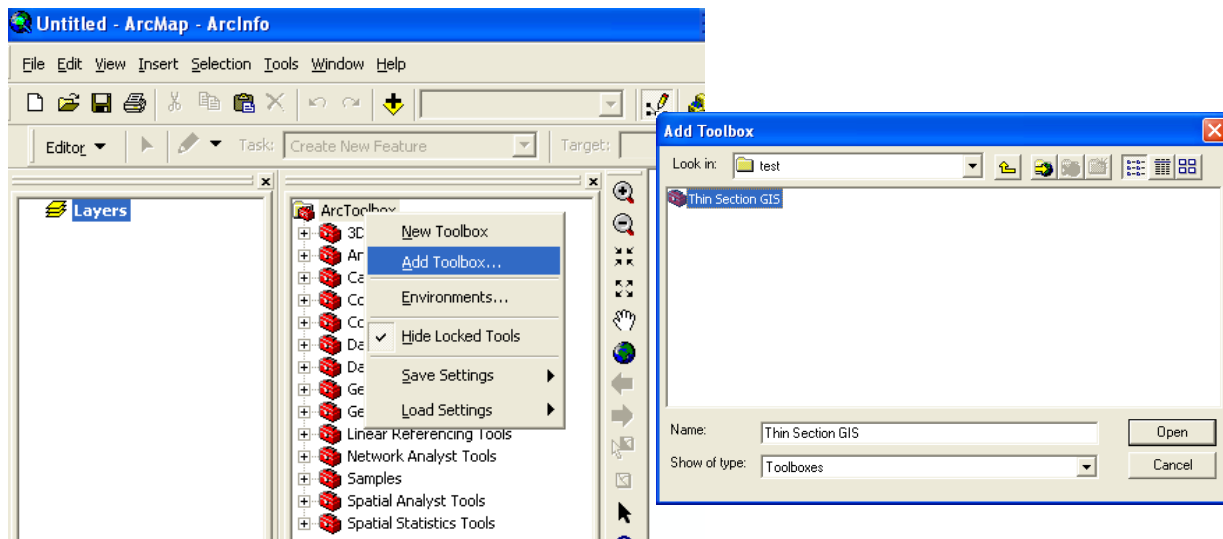 Untitled - ArcMap - ArcInfo
File Edit View Insert Selection Tools Window Help
Editor Task: Create New Feature Target:
Layers
ArcToolbox
3D
Ar
Ca
Co
Co
Da
Da
Ge
Ge
Linear Referencing Tools
Network Analyst Tools
Samples
Spatial Analyst Tools
Spatial Statistics Tools
New Toolbox
Add Toolbox...
Environments...
Hide Locked Tools
Save Settings
Load Settings
Add Toolbox
Look in: test
Thin Section GIS
Name: Thin Section GIS
Open
Show of type: Toolboxes
Cancel